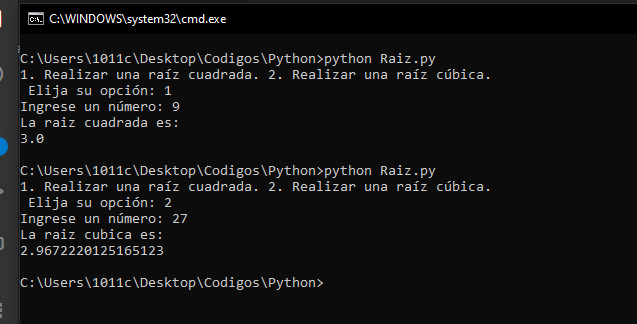 C:\WINDOWS\system32\cmd.exe
C:\Users\1011c\Desktop\Codigos\Python>python Raiz.py
1. Realizar una raíz cuadrada. 2. Realizar una raíz cúbica.
Elija su opción: 1
Ingrese un número: 9
La raiz cuadrada es:
3.0
C:\Users\1011c\Desktop\Codigos\Python>python Raiz.py
1. Realizar una raíz cuadrada. 2. Realizar una raíz cúbica.
Elija su opción: 2
Ingrese un número: 27
La raiz cubica es:
2.9672220125165123
C:\Users\1011c\Desktop\Codigos\Python>